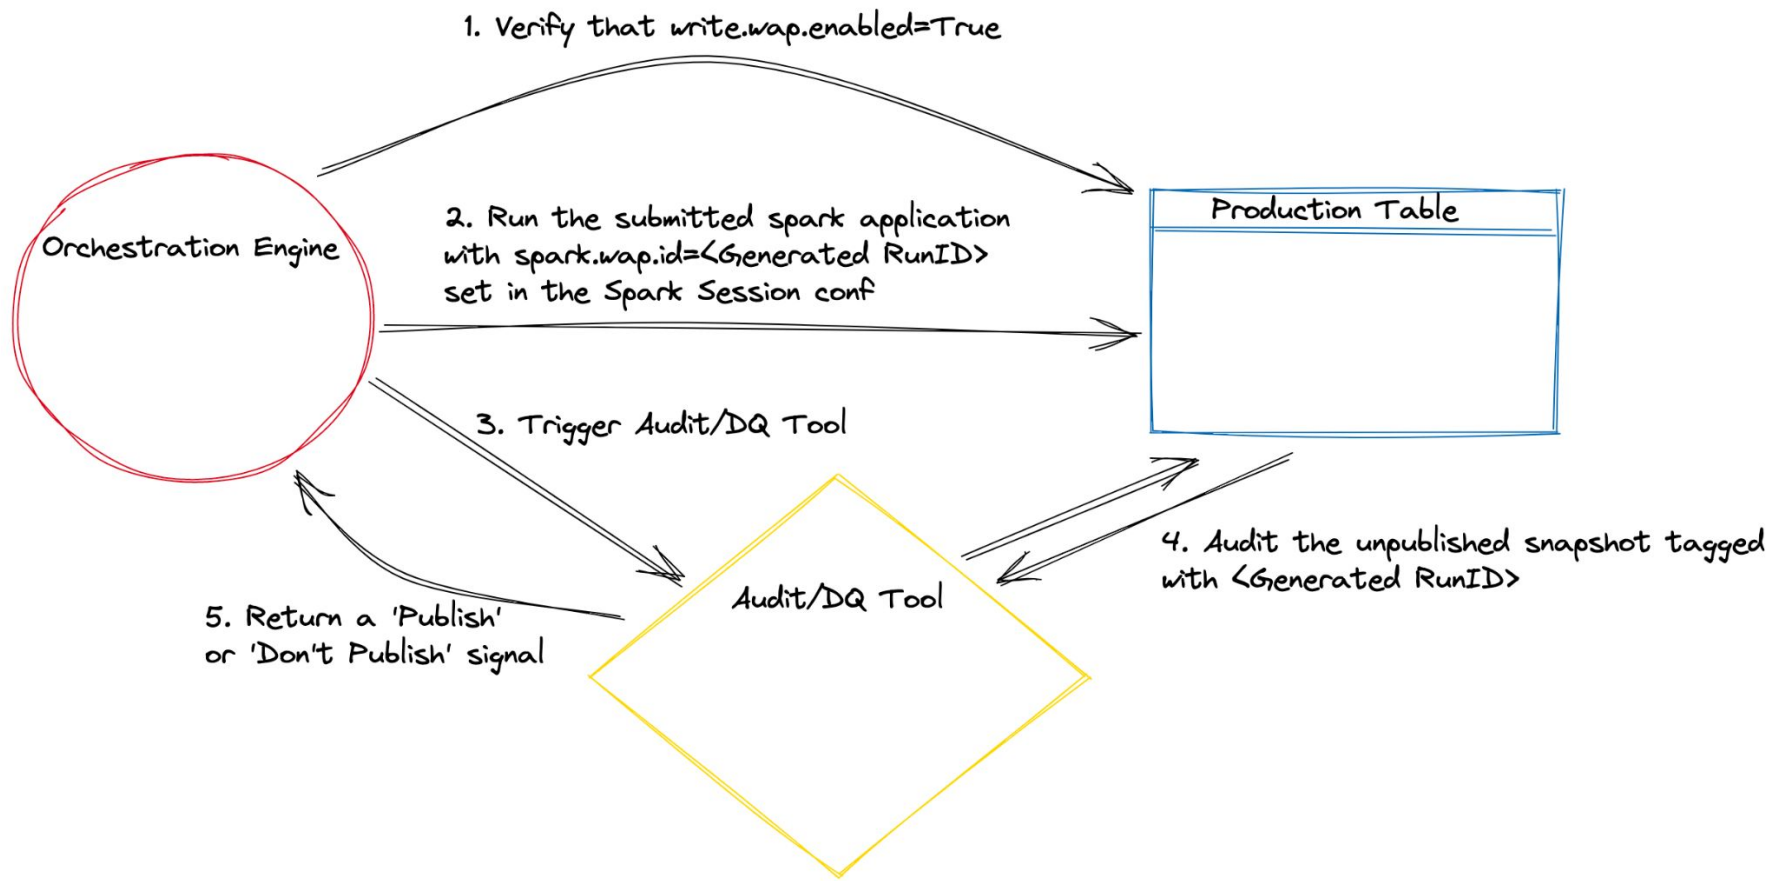 1. Verify that write.wap.enabled=True
Orchestration Engine
2. Run the submitted spark application
with spark.wap.id=<Generated RunID>
set in the Spark Session conf
Production Table
3. Trigger Audit/DQ Tool
4. Audit the unpublished snapshot tagged
with <Generated RunID>
Audit/DQ Tool
5. Return a 'Publish'
or 'Don't Publish' signal